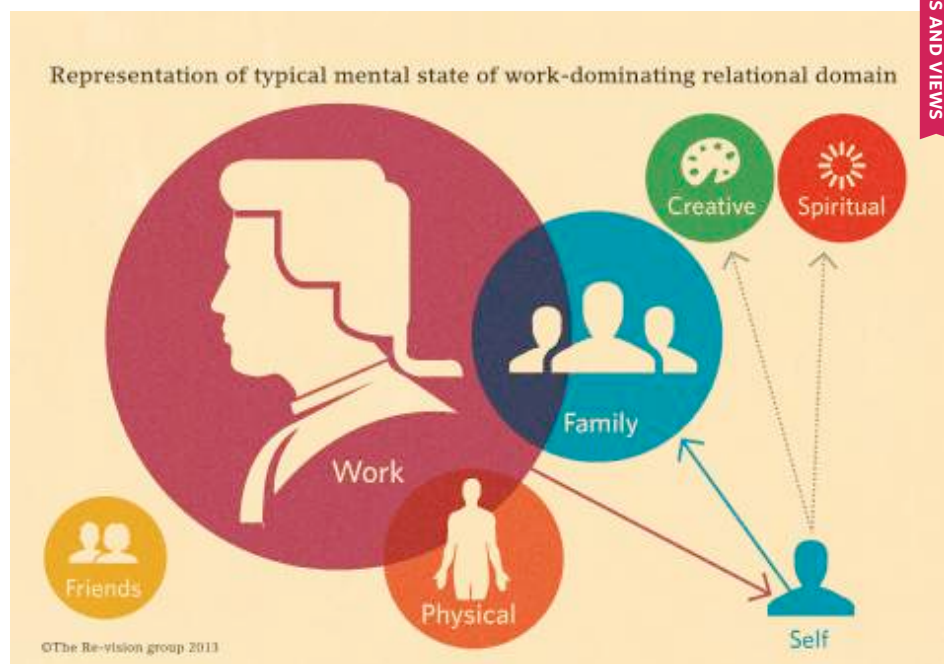 S AND VIEWS
Representation of typical mental state of work-dominating relational domain
Creative
Spiritual
Family
Work
Friends
Physical
Self
©The Re-vision group 2013